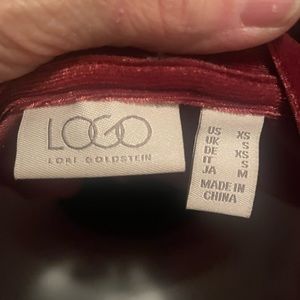 LOGO
LORI GOLDSTEIN
US XS
UK S
DE XS
IT S
JA M
MADE IN
CHINA